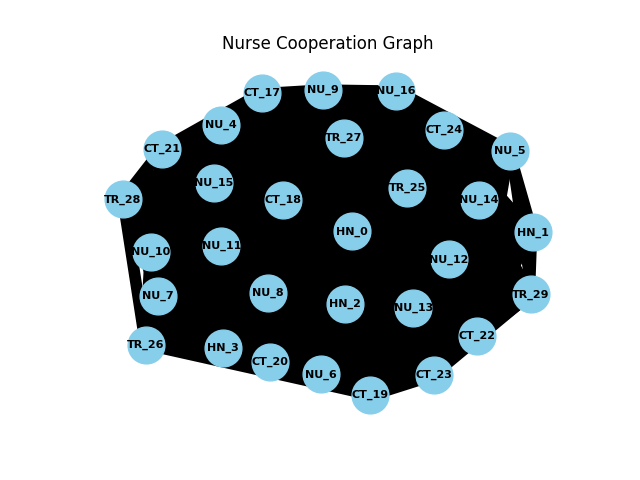 Nurse Cooperation Graph
CT_17
NU_9
NU_16
NU_4
CT_24
TR_27
CT_21
NU_5
NU_15
TR_25
TR_28
CT_18
NU_14
HN_0
HN_1
NU_11
NU_10
NU_12
NU_8
TR_29
NU_7
HN_2
NU_13
CT_22
TR_26
HN_3
CT_20
NU_6
CT_23
CT_19